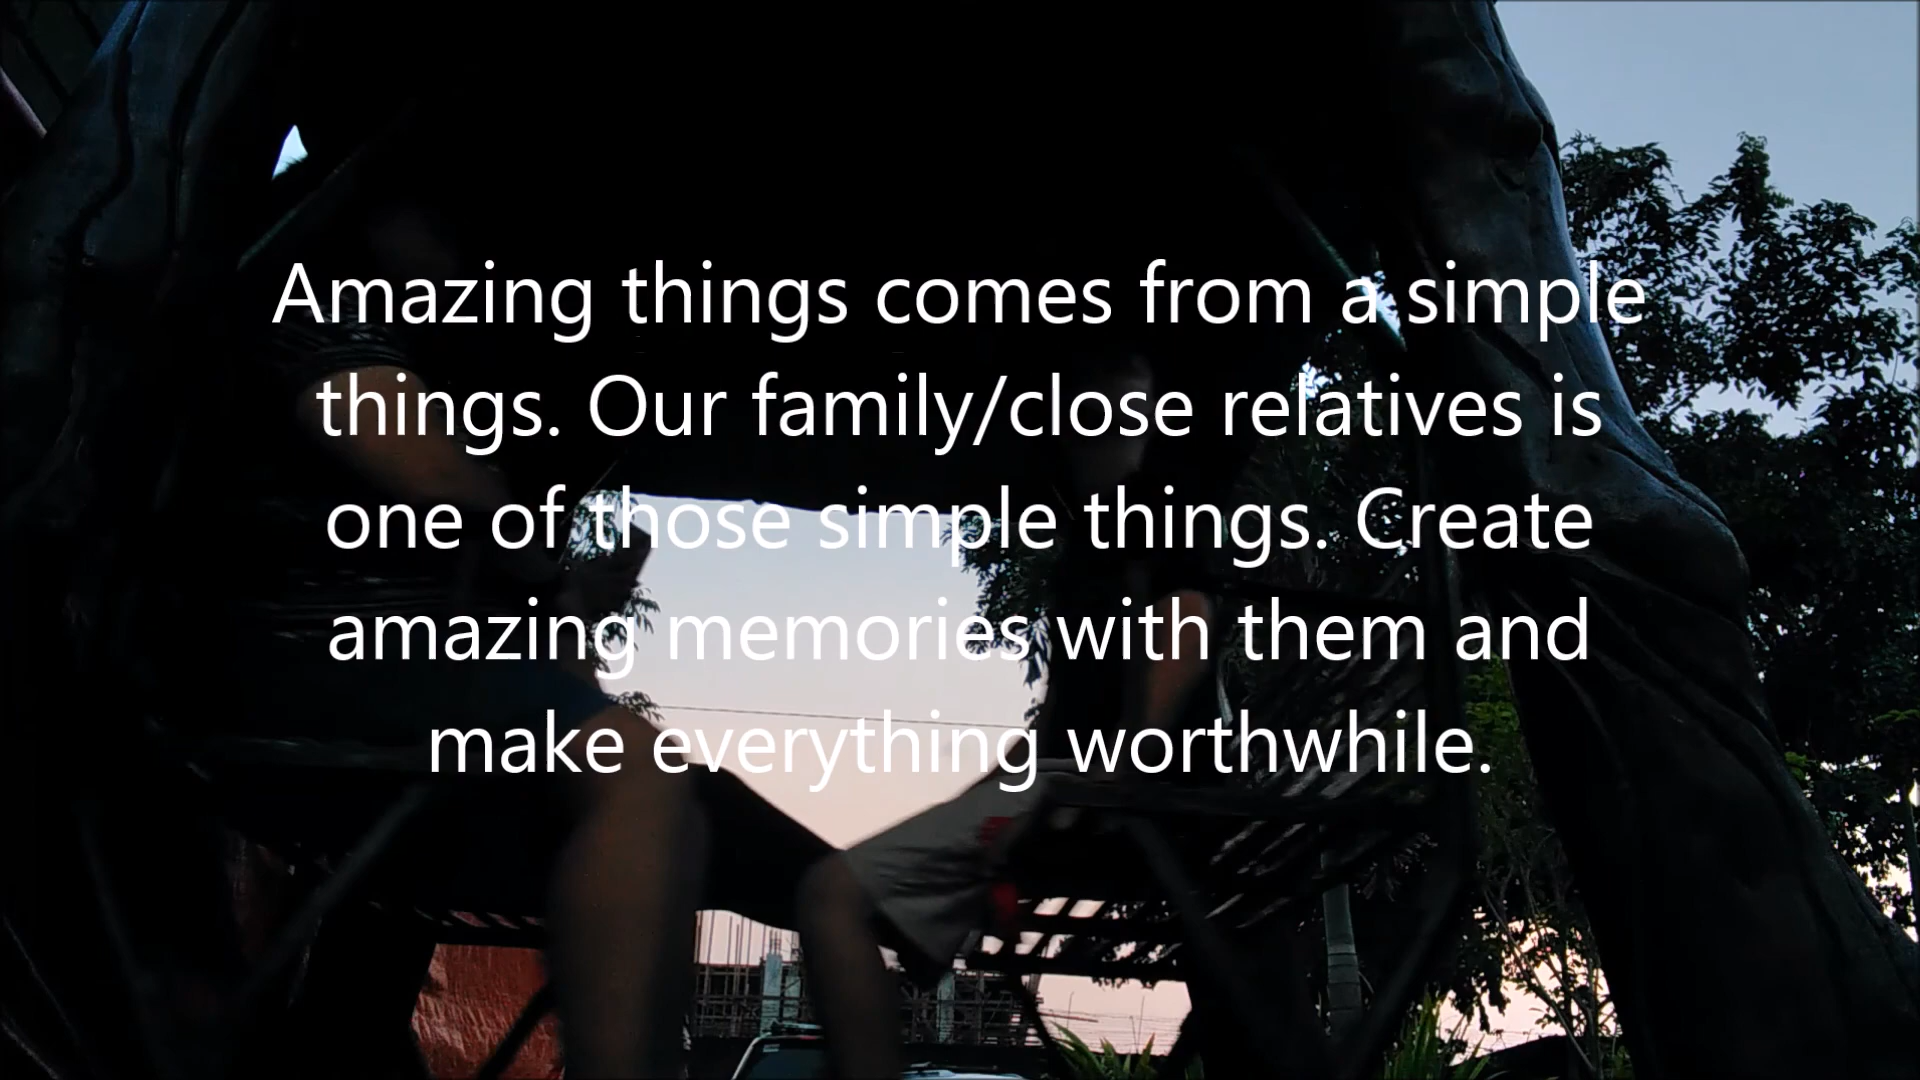 Amazing things comes from a simple
things. Our family/close relatives is
one of those simple things. Create
amazing memories with them and
make everything worthwhile.